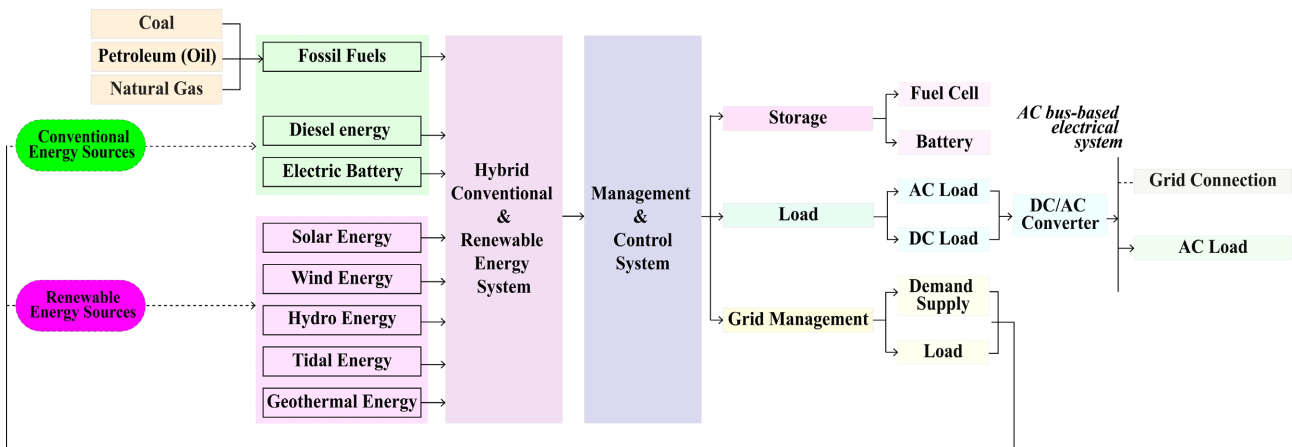 Coal
Petroleum (Oil)
Natural Gas
Conventional
Energy Sources
Renewable
Energy Sources
Fossil Fuels
Diesel energy
Electric Battery
Solar Energy
Wind Energy
Hydro Energy
Tidal Energy
Geothermal Energy
Hybrid
Conventional
&
Renewable
Energy
System
Management
&
Control
System
Storage
Load
Grid Management
Fuel Cell
Battery
AC Load
DC Load
Demand
Supply
Load
DC/AC
Converter
AC bus-based
electrical
system
Grid Connection
AC Load